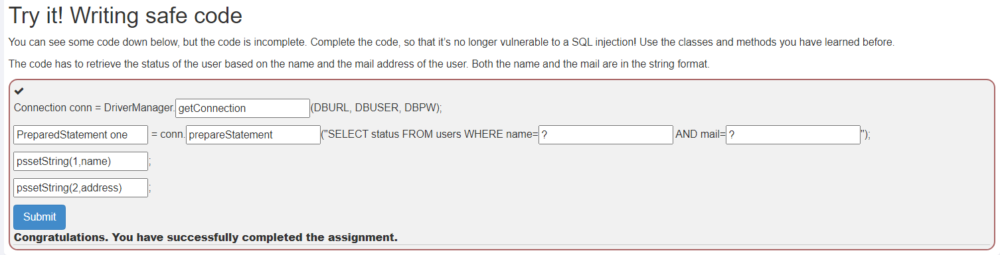 Try it! Writing safe code
You can see some code down below, but the code is incomplete. Complete the code, so that it’s no longer vulnerable to a SQL injection! Use the classes and methods you have learned before.
The code has to retrieve the status of the user based on the name and the mail address of the user. Both the name and the mail are in the string format.
✔
Connection conn = DriverManager.getConnection(DBURL, DBUSER, DBPW);
PreparedStatement one = conn.prepareStatement("SELECT status FROM users WHERE name=? AND mail=?");
pssetString(1,name);
pssetString(2,address);
Submit
Congratulations. You have successfully completed the assignment.